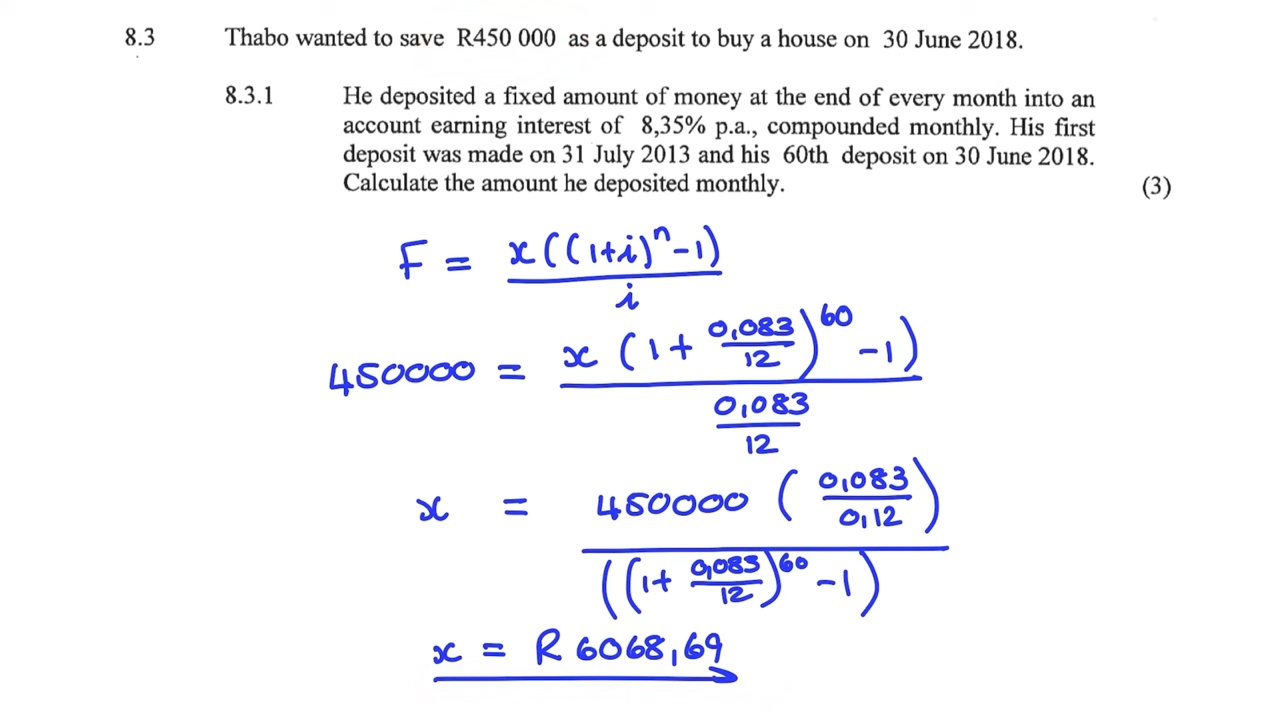 8.3 Thabo wanted to save R450 000 as a deposit to buy a house on 30 June 2018.
8.3.1 He deposited a fixed amount of money at the end of every month into an
account earning interest of 8,35% p.a., compounded monthly. His first
deposit was made on 31 July 2013 and his 60th deposit on 30 June 2018.
Calculate the amount he deposited monthly. (3)
F = x((1+i)^n - 1)
i
450000 = x (1 + 0,083/12)^60 - 1)
0,083
12
x = 450000 (0,083/0,12)
((1 + 0,083/12)^60 - 1)
x = R 6068,69